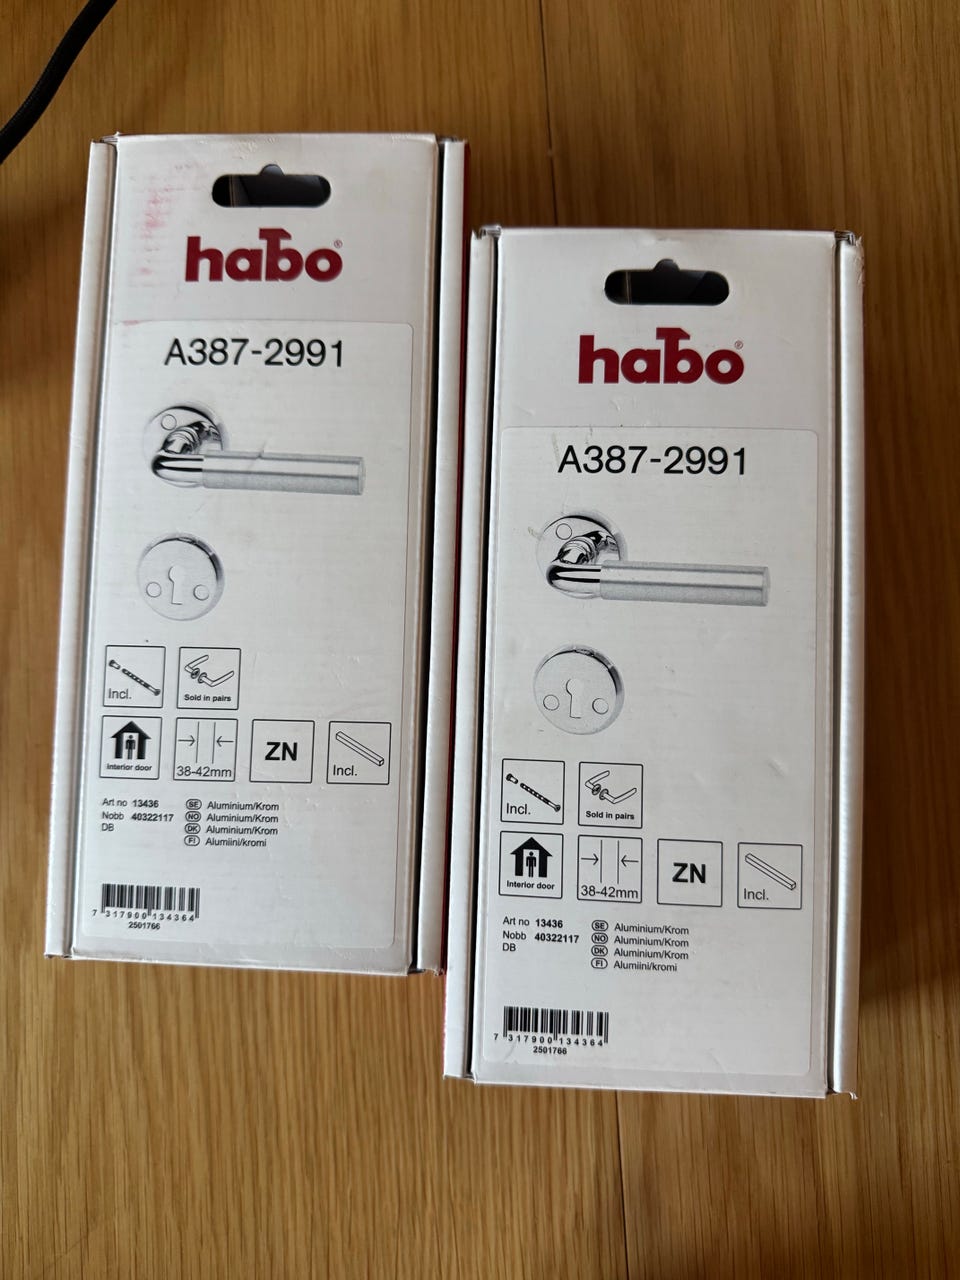 habo®
A387-2991
Incl.
Sold in pairs
Interior door
38-42mm
ZN
Incl.
Art no 13436
Nobb 40322117
DB
SE Aluminium/Krom
NO Aluminium/Krom
DK Aluminium/Krom
FI Alumiini/kromi
7 317900 134364
2501766
habo®
A387-2991
Incl.
Sold in pairs
Interior door
38-42mm
ZN
Incl.
Art no 13436
Nobb 40322117
DB
SE Aluminium/Krom
NO Aluminium/Krom
DK Aluminium/Krom
FI Alumiini/kromi
7 317900 134364
2501766